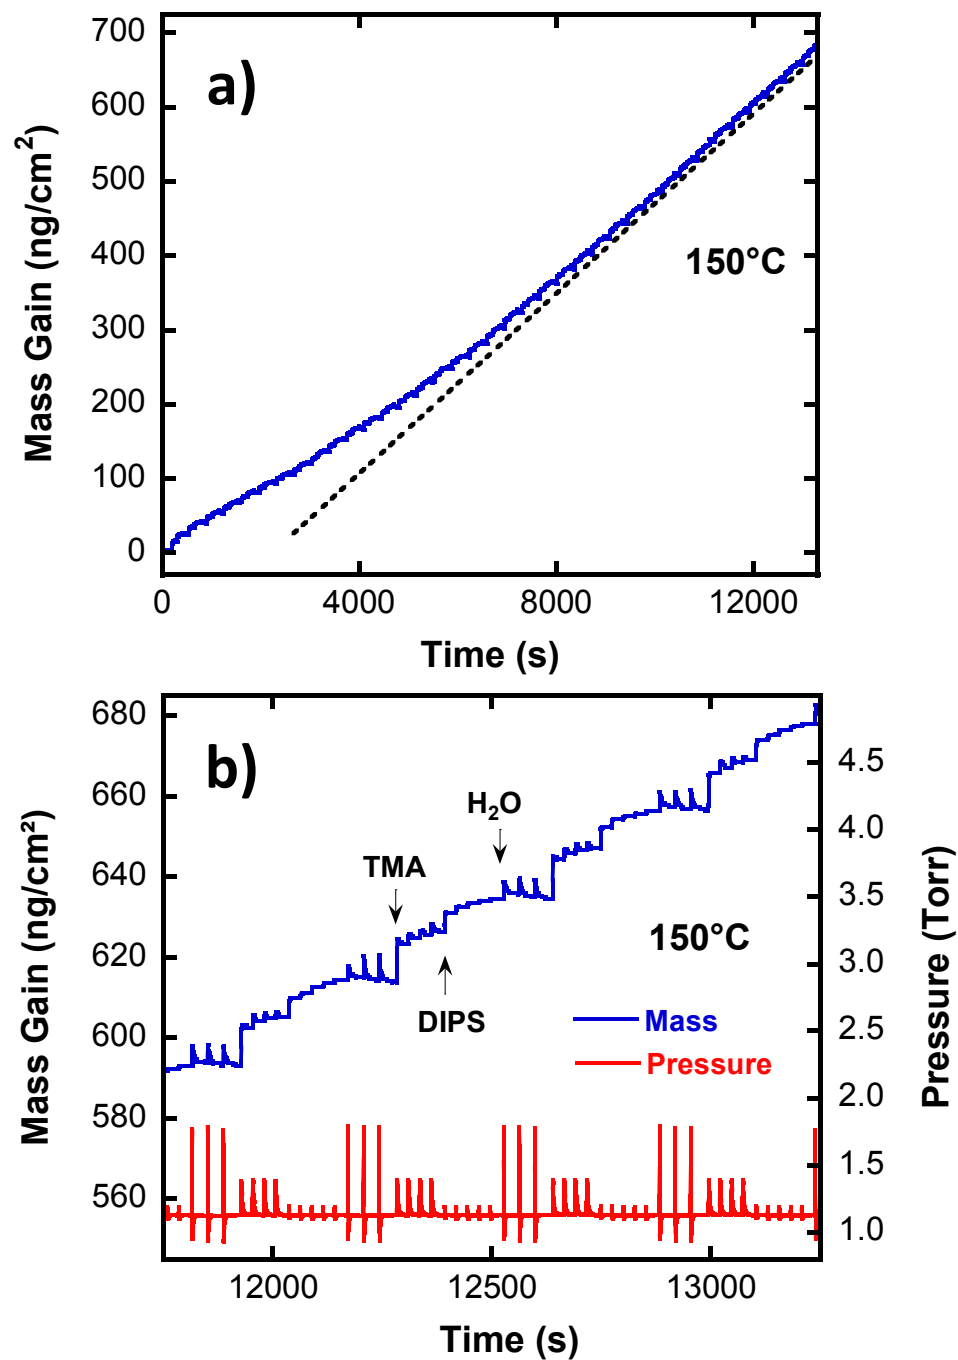 700
600
500
400
300
200
100
0
a)
150°C
Mass Gain (ng/cm²)
0 4000 8000 12000
Time (s)
680
660
640
620
600
580
560
b)
H₂O
TMA
DIPS
150°C
Mass
Pressure
Mass Gain (ng/cm²)
4.5
4.0
3.5
3.0
2.5
2.0
1.5
1.0
Pressure (Torr)
12000 12500 13000
Time (s)